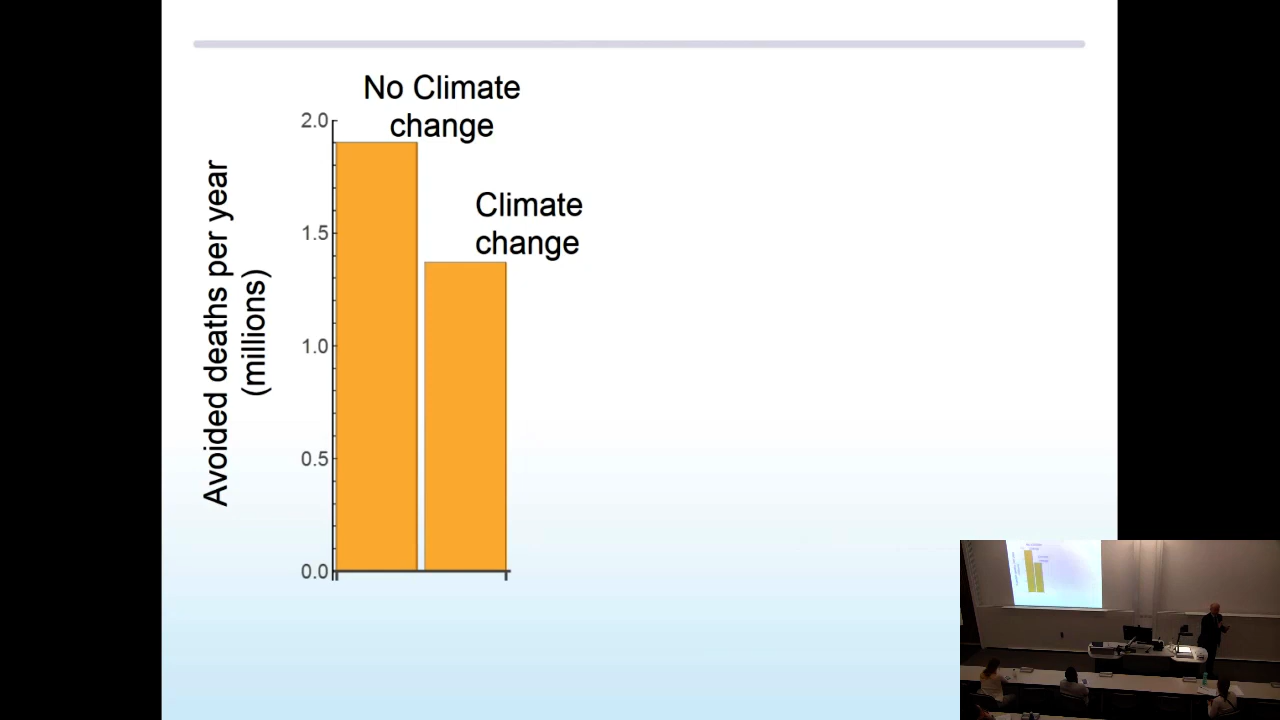 No Climate
change
Climate
change
Avoided deaths per year
(millions)
2.0
1.5
1.0
0.5
0.0